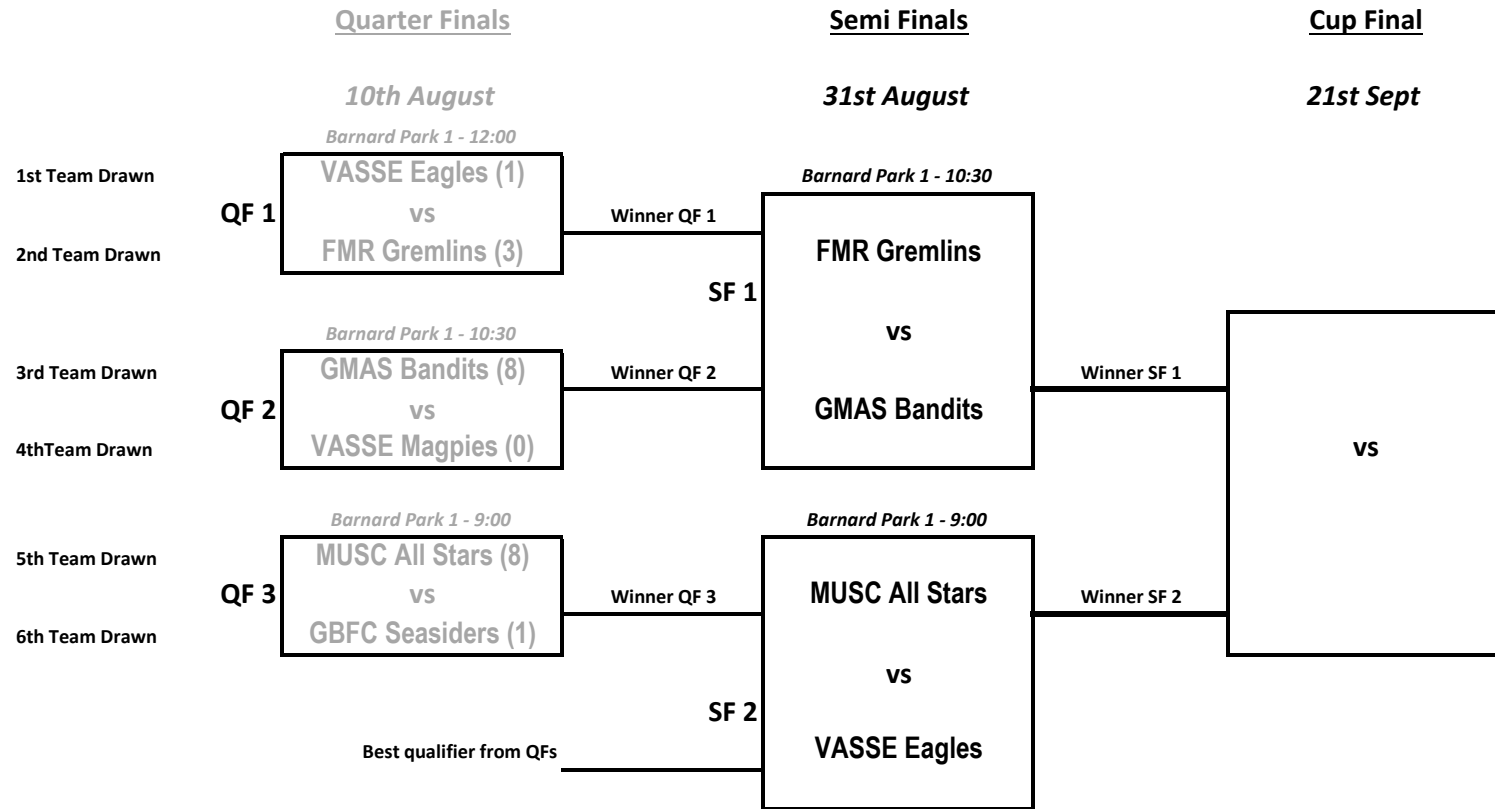 Quarter Finals
Semi Finals
Cup Final
10th August
31st August
21st Sept
Barnard Park 1 - 12:00
1st Team Drawn
VASSE Eagles (1)
QF 1
vs
2nd Team Drawn
FMR Gremlins (3)
Winner QF 1
Barnard Park 1 - 10:30
FMR Gremlins
SF 1
vs
GMAS Bandits
Barnard Park 1 - 10:30
3rd Team Drawn
GMAS Bandits (8)
QF 2
vs
4thTeam Drawn
VASSE Magpies (0)
Winner QF 2
Winner SF 1
vs
Barnard Park 1 - 9:00
5th Team Drawn
MUSC All Stars (8)
QF 3
vs
6th Team Drawn
GBFC Seasiders (1)
Winner QF 3
Barnard Park 1 - 9:00
MUSC All Stars
vs
SF 2
VASSE Eagles
Winner SF 2
Best qualifier from QFs